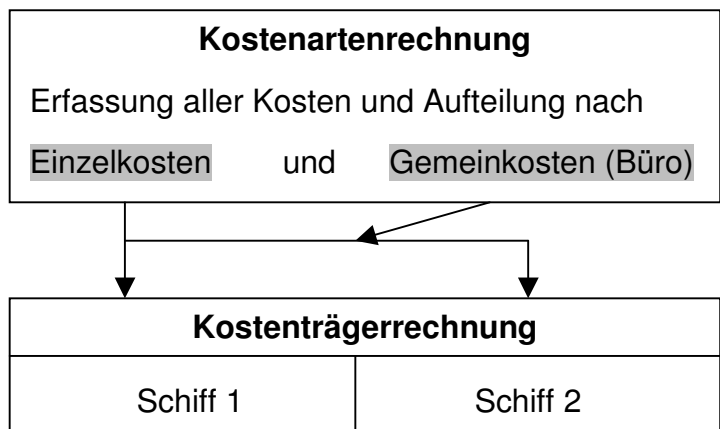 Kostenartenrechnung
Erfassung aller Kosten und Aufteilung nach
Einzelkosten und Gemeinkosten (Büro)
Kostenträgerrechnung
Schiff 1 Schiff 2